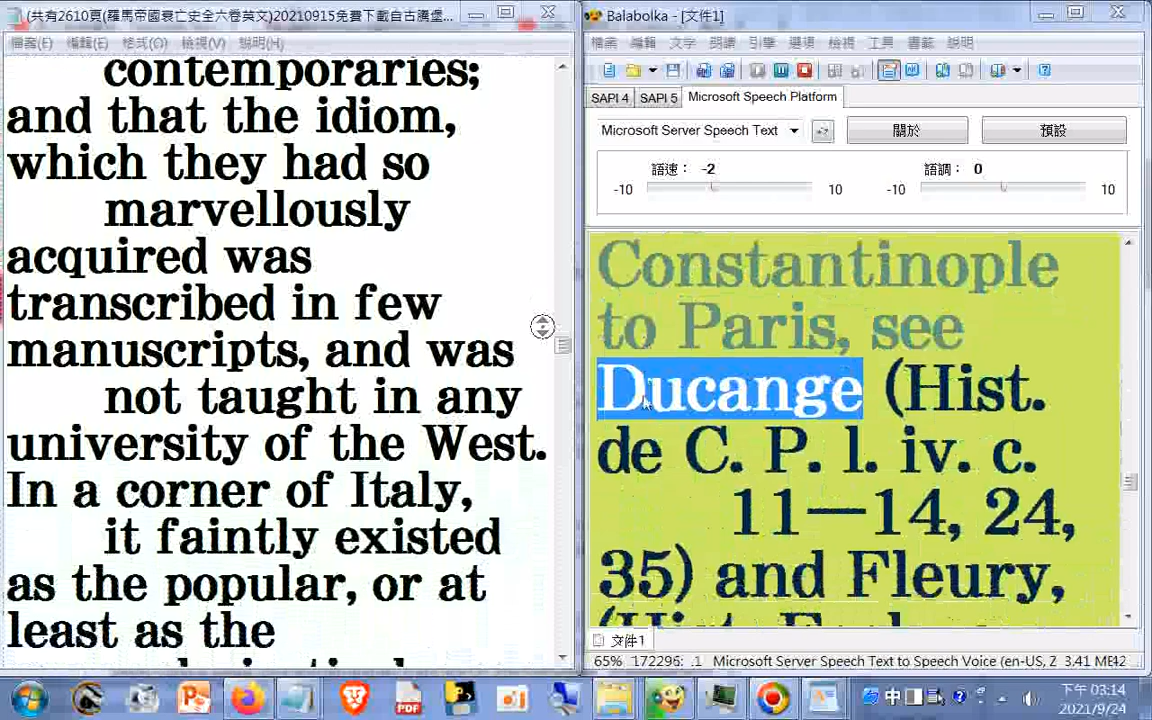 (共有2610頁(羅馬帝國衰亡史全六卷英文)20210915免費下載自古騰堡...
檔案(F) 編輯(E) 格式(O) 檢視(V) 說明(H)
contemporaries;
and that the idiom,
which they had so
marvellously
acquired was
transcribed in few
manuscripts, and was
not taught in any
university of the West.
In a corner of Italy,
it faintly existed
as the popular, or at
least as the
Balabolka - [文件1]
檔案 編輯 文字 朗讀 引擎 選項 檢視 工具 書籤 說明
SAPI 4 SAPI 5 Microsoft Speech Platform
Microsoft Server Speech Text 關於 預設
語速： -2 語調： 0
-10 10 -10 10
Constantinople
to Paris, see
Ducange (Hist.
de C. P. l. iv. c.
11—14, 24,
35) and Fleury,
文件1
65% 172296: .1 Microsoft Server Speech Text to Speech Voice (en-US, Z 3.41 ME42
中
下午 03:14
2021/9/24